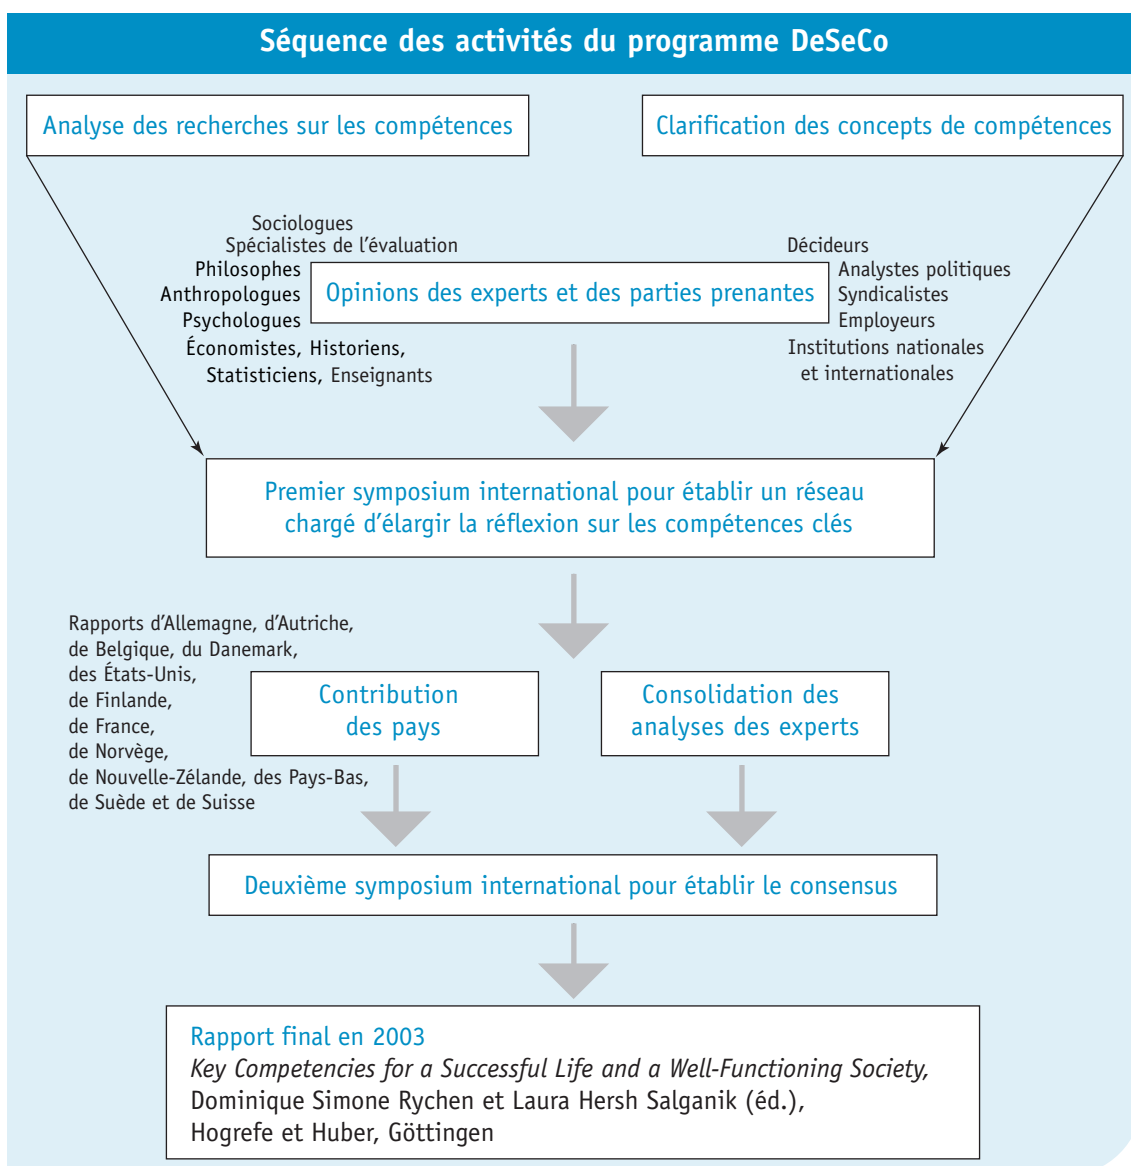 Séquence des activités du programme DeSeCo
Analyse des recherches sur les compétences
Clarification des concepts de compétences
Sociologues
Spécialistes de l'évaluation
Philosophes
Anthropologues
Psychologues
Économistes, Historiens,
Statisticiens, Enseignants
Opinions des experts et des parties prenantes
Décideurs
Analystes politiques
Syndicalistes
Employeurs
Institutions nationales
et internationales
Premier symposium international pour établir un réseau
chargé d'élargir la réflexion sur les compétences clés
Rapports d'Allemagne, d'Autriche,
de Belgique, du Danemark,
des États-Unis,
de Finlande,
de France,
de Norvège,
de Nouvelle-Zélande, des Pays-Bas,
de Suède et de Suisse
Contribution
des pays
Consolidation des
analyses des experts
Deuxième symposium international pour établir le consensus
Rapport final en 2003
Key Competencies for a Successful Life and a Well-Functioning Society,
Dominique Simone Rychen et Laura Hersh Salganik (éd.),
Hogrefe et Huber, Göttingen